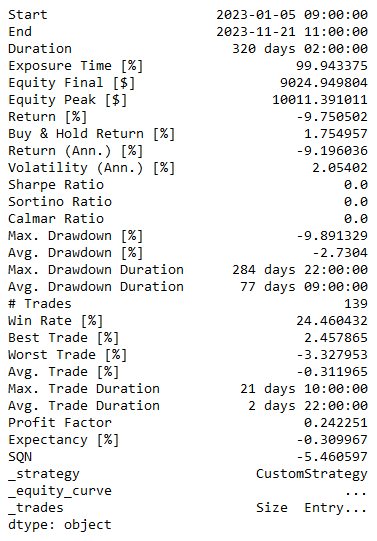 Start 2023-01-05 09:00:00
End 2023-11-21 11:00:00
Duration 320 days 02:00:00
Exposure Time [%] 99.943375
Equity Final [$] 9024.949804
Equity Peak [$] 10011.391011
Return [%] -9.750502
Buy & Hold Return [%] 1.754957
Return (Ann.) [%] -9.196036
Volatility (Ann.) [%] 2.05402
Sharpe Ratio 0.0
Sortino Ratio 0.0
Calmar Ratio 0.0
Max. Drawdown [%] -9.891329
Avg. Drawdown [%] -2.7304
Max. Drawdown Duration 284 days 22:00:00
Avg. Drawdown Duration 77 days 09:00:00
# Trades 139
Win Rate [%] 24.460432
Best Trade [%] 2.457865
Worst Trade [%] -3.327953
Avg. Trade [%] -0.311965
Max. Trade Duration 21 days 10:00:00
Avg. Trade Duration 2 days 22:00:00
Profit Factor 0.242251
Expectancy [%] -0.309967
SQN -5.460597
_strategy CustomStrategy
_equity_curve ...
_trades Size Entry...
dtype: object